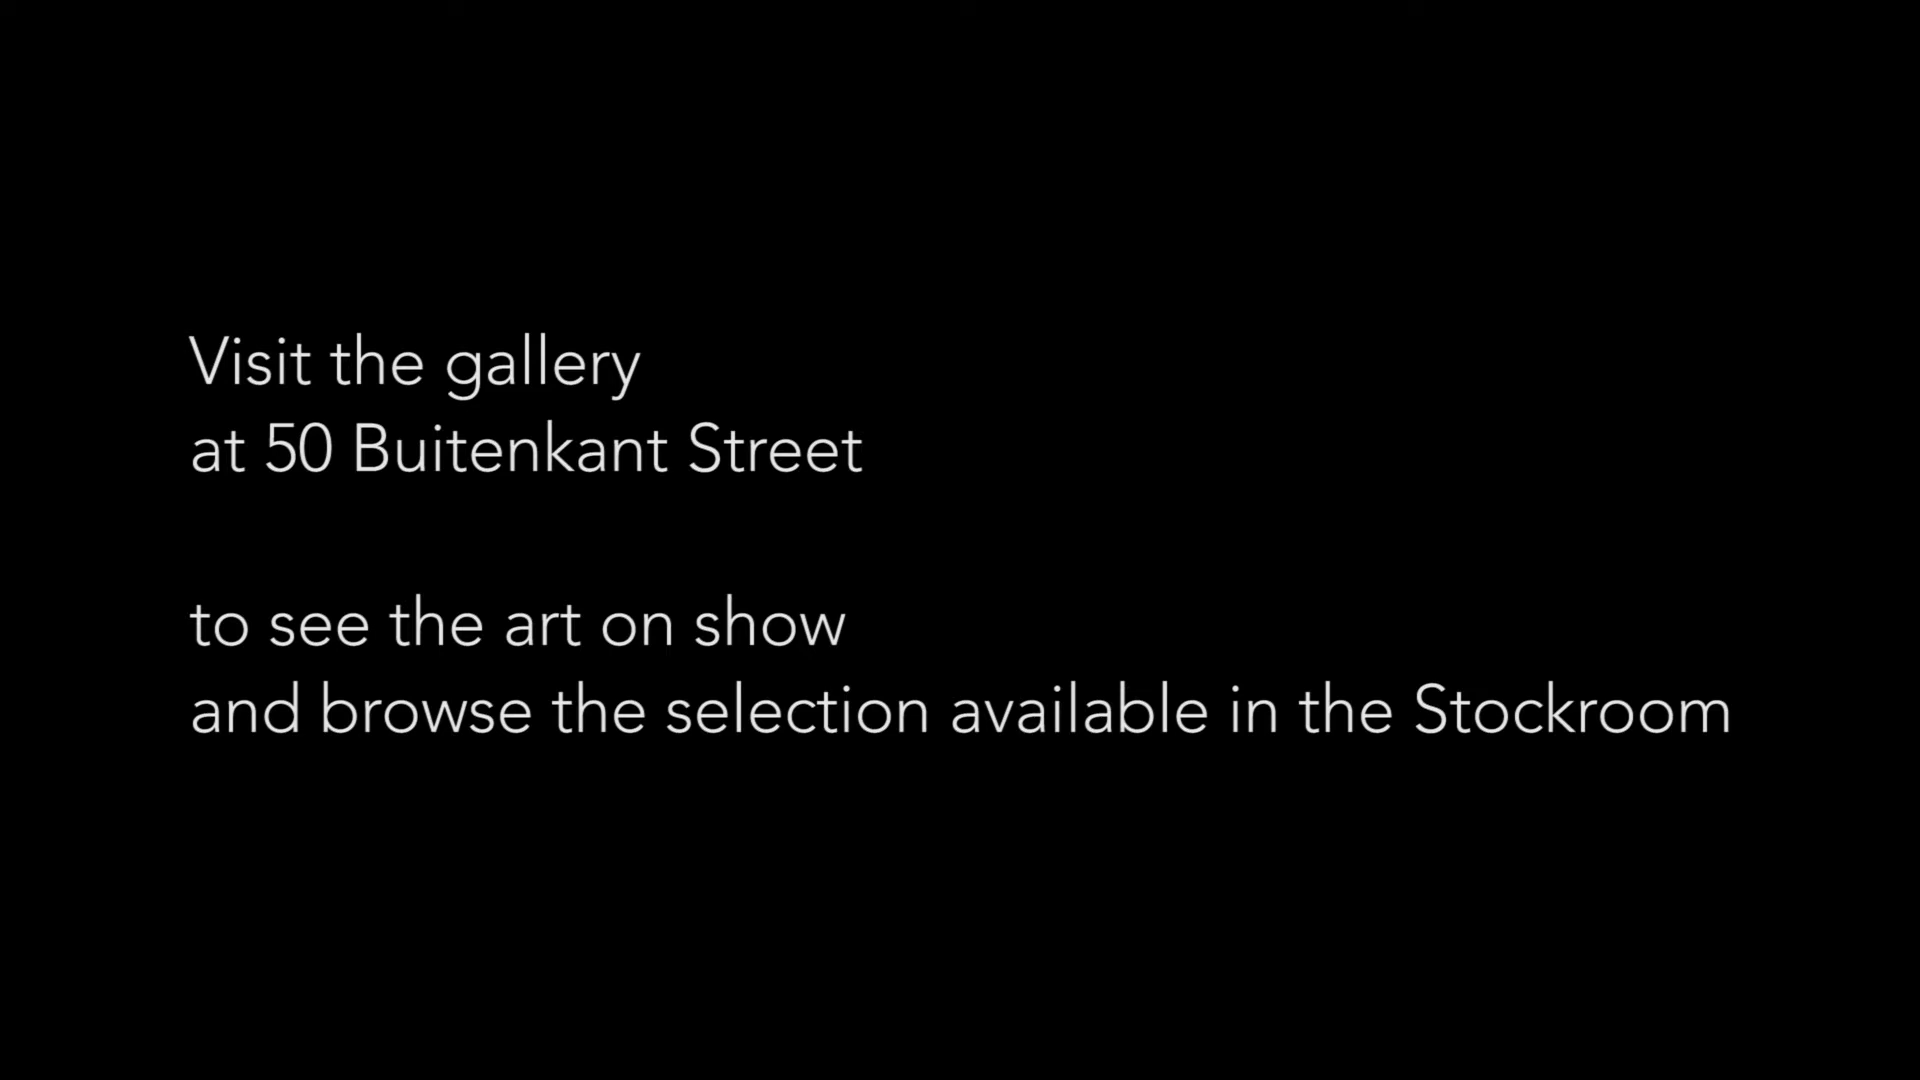 Visit the gallery
at 50 Buitenkant Street
to see the art on show
and browse the selection available in the Stockroom